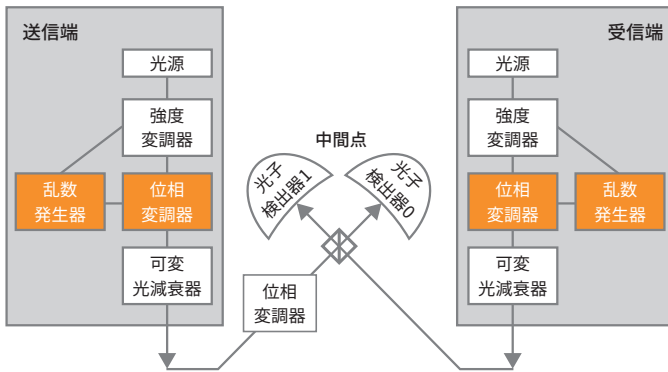 送信端
光源
強度
変調器
乱数
発生器
位相
変調器
可変
光減衰器
中間点
光子
検出器1
光子
検出器0
位相
変調器
受信端
光源
強度
変調器
位相
変調器
乱数
発生器
可変
光減衰器